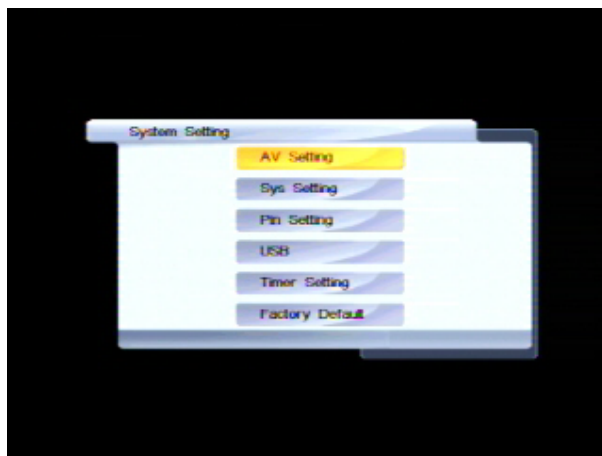 System Setting
AV Setting
Sys Setting
Pin Setting
USB
Timer Setting
Factory Default